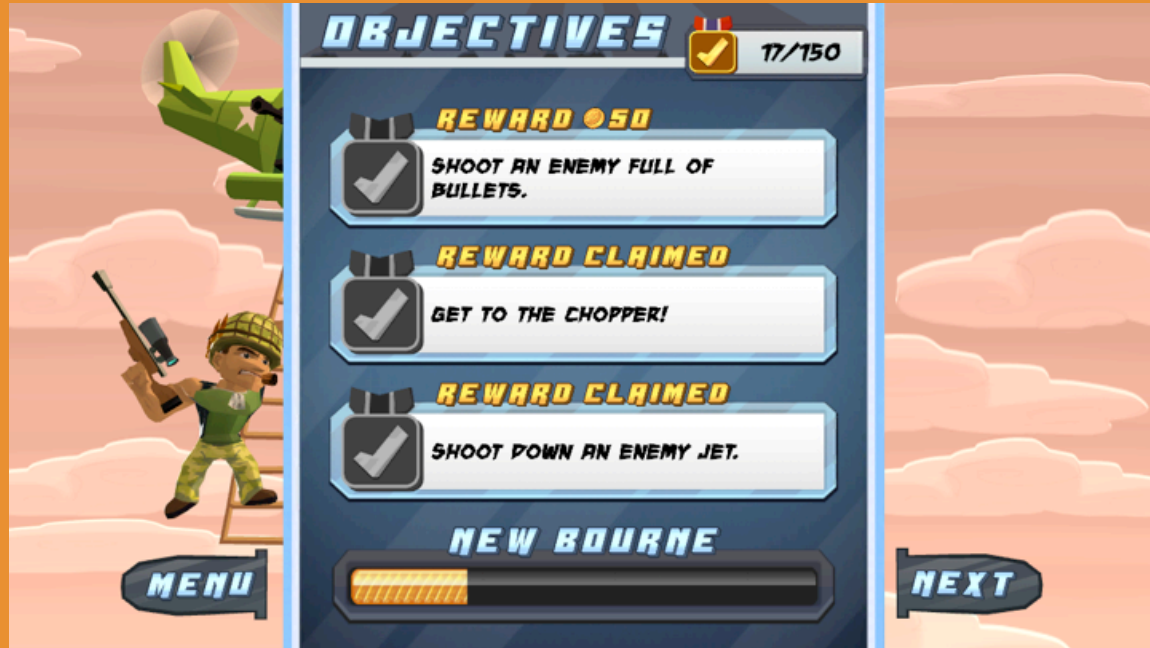 OBJECTIVES
17/150
REWARD 50
SHOOT AN ENEMY FULL OF
BULLETS.
REWARD CLAIMED
GET TO THE CHOPPER!
REWARD CLAIMED
SHOOT DOWN AN ENEMY JET.
NEW BOURNE
MENU
NEXT